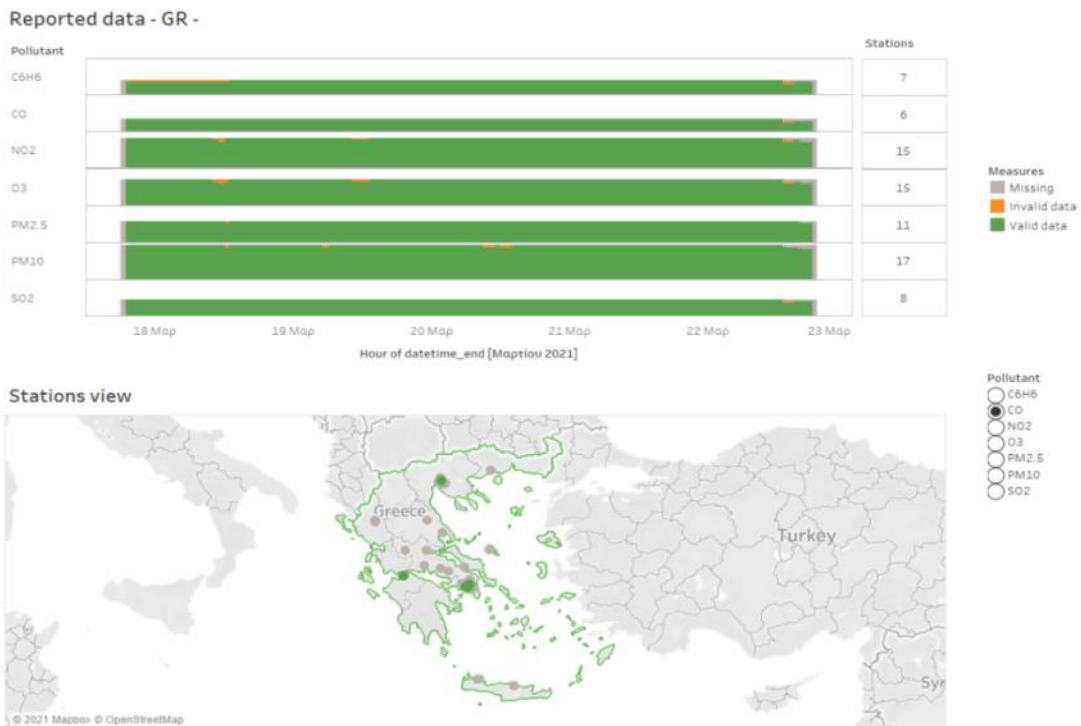 Reported data - GR -
Pollutant
Stations
C6H6
7
CO
6
NO2
15
O3
15
PM2.5
11
PM10
17
SO2
8
Measures
Missing
Invalid data
Valid data
18 Μαρ 19 Μαρ 20 Μαρ 21 Μαρ 22 Μαρ 23 Μαρ
Hour of datetime_end [Μαρτίου 2021]
Stations view
Pollutant
C6H6
CO
NO2
O3
PM2.5
PM10
SO2
Greece
Turkey
Syr
© 2021 Mapbox © OpenStreetMap